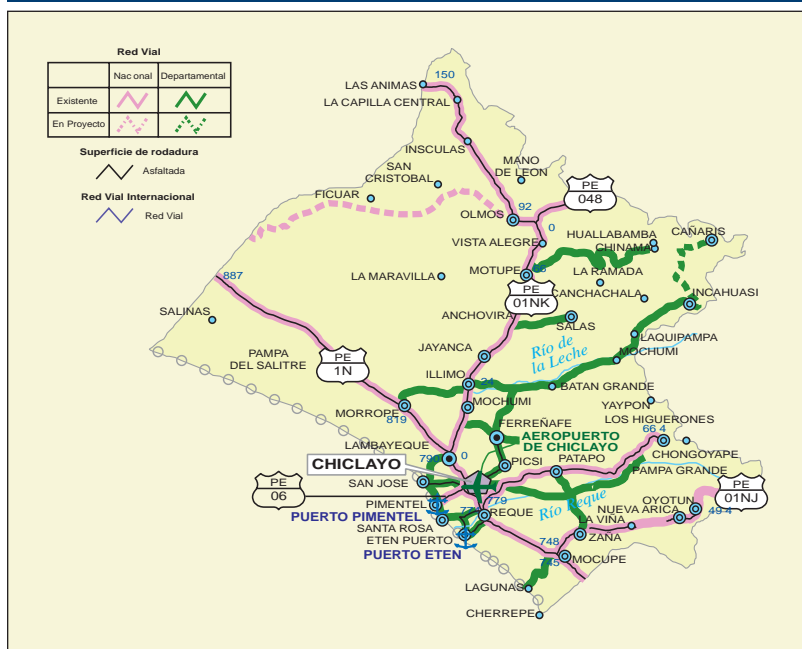 Red Vial
Nac onal Departamental
Existente
En Proyecto
Superficie de rodadura
Asfaltada
Red Vial Internacional
Red Vial
150
LAS ANIMAS
LA CAPILLA CENTRAL
INSCULAS
MANO
DE LEON
SAN
CRISTOBAL
FICUAR
PE
048
92
OLMOS
0
VISTA ALEGRE
HUALLABAMBA
CHINAMA
CAÑARIS
MOTUPE
LA MARAVILLA
LA RAMADA
887
PE
01NK
CANCHACHALA
INCAHUASI
SALINAS
ANCHOVIRA
SALAS
LAQUIPAMPA
JAYANCA
Río de
la Leche
MOCHUMI
PAMPA
DEL SALITRE
PE
1N
ILLIMO
24
BATAN GRANDE
MOCHUMI
YAYPON
MORROPE
819
LOS HIGUERONES
FERREÑAFE
66 4
AEROPUERTO
DE CHICLAYO
LAMBAYEQUE
0
CHONGOYAPE
CHICLAYO
PICSI
PATAPO
PAMPA GRANDE
SAN JOSE
PE
06
779
PIMENTEL
Río Reque
OYOTUN
PE
01NJ
PUERTO PIMENTEL
REQUE
NUEVA ARICA
49 4
SANTA ROSA
LA VIÑA
ETEN PUERTO
ZAÑA
748
PUERTO ETEN
745
MOCUPE
LAGUNAS
CHERREPE